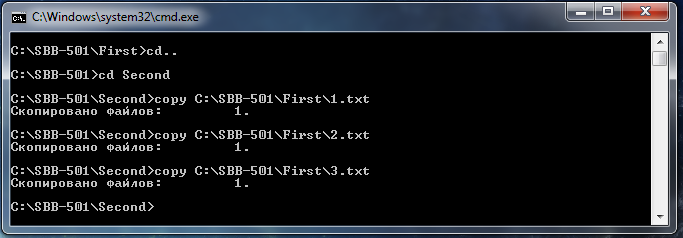 C:\Windows\system32\cmd.exe
C:\SBB-501\First>cd..
C:\SBB-501>cd Second
C:\SBB-501\Second>copy C:\SBB-501\First\1.txt
Скопировано файлов:         1.
C:\SBB-501\Second>copy C:\SBB-501\First\2.txt
Скопировано файлов:         1.
C:\SBB-501\Second>copy C:\SBB-501\First\3.txt
Скопировано файлов:         1.
C:\SBB-501\Second>